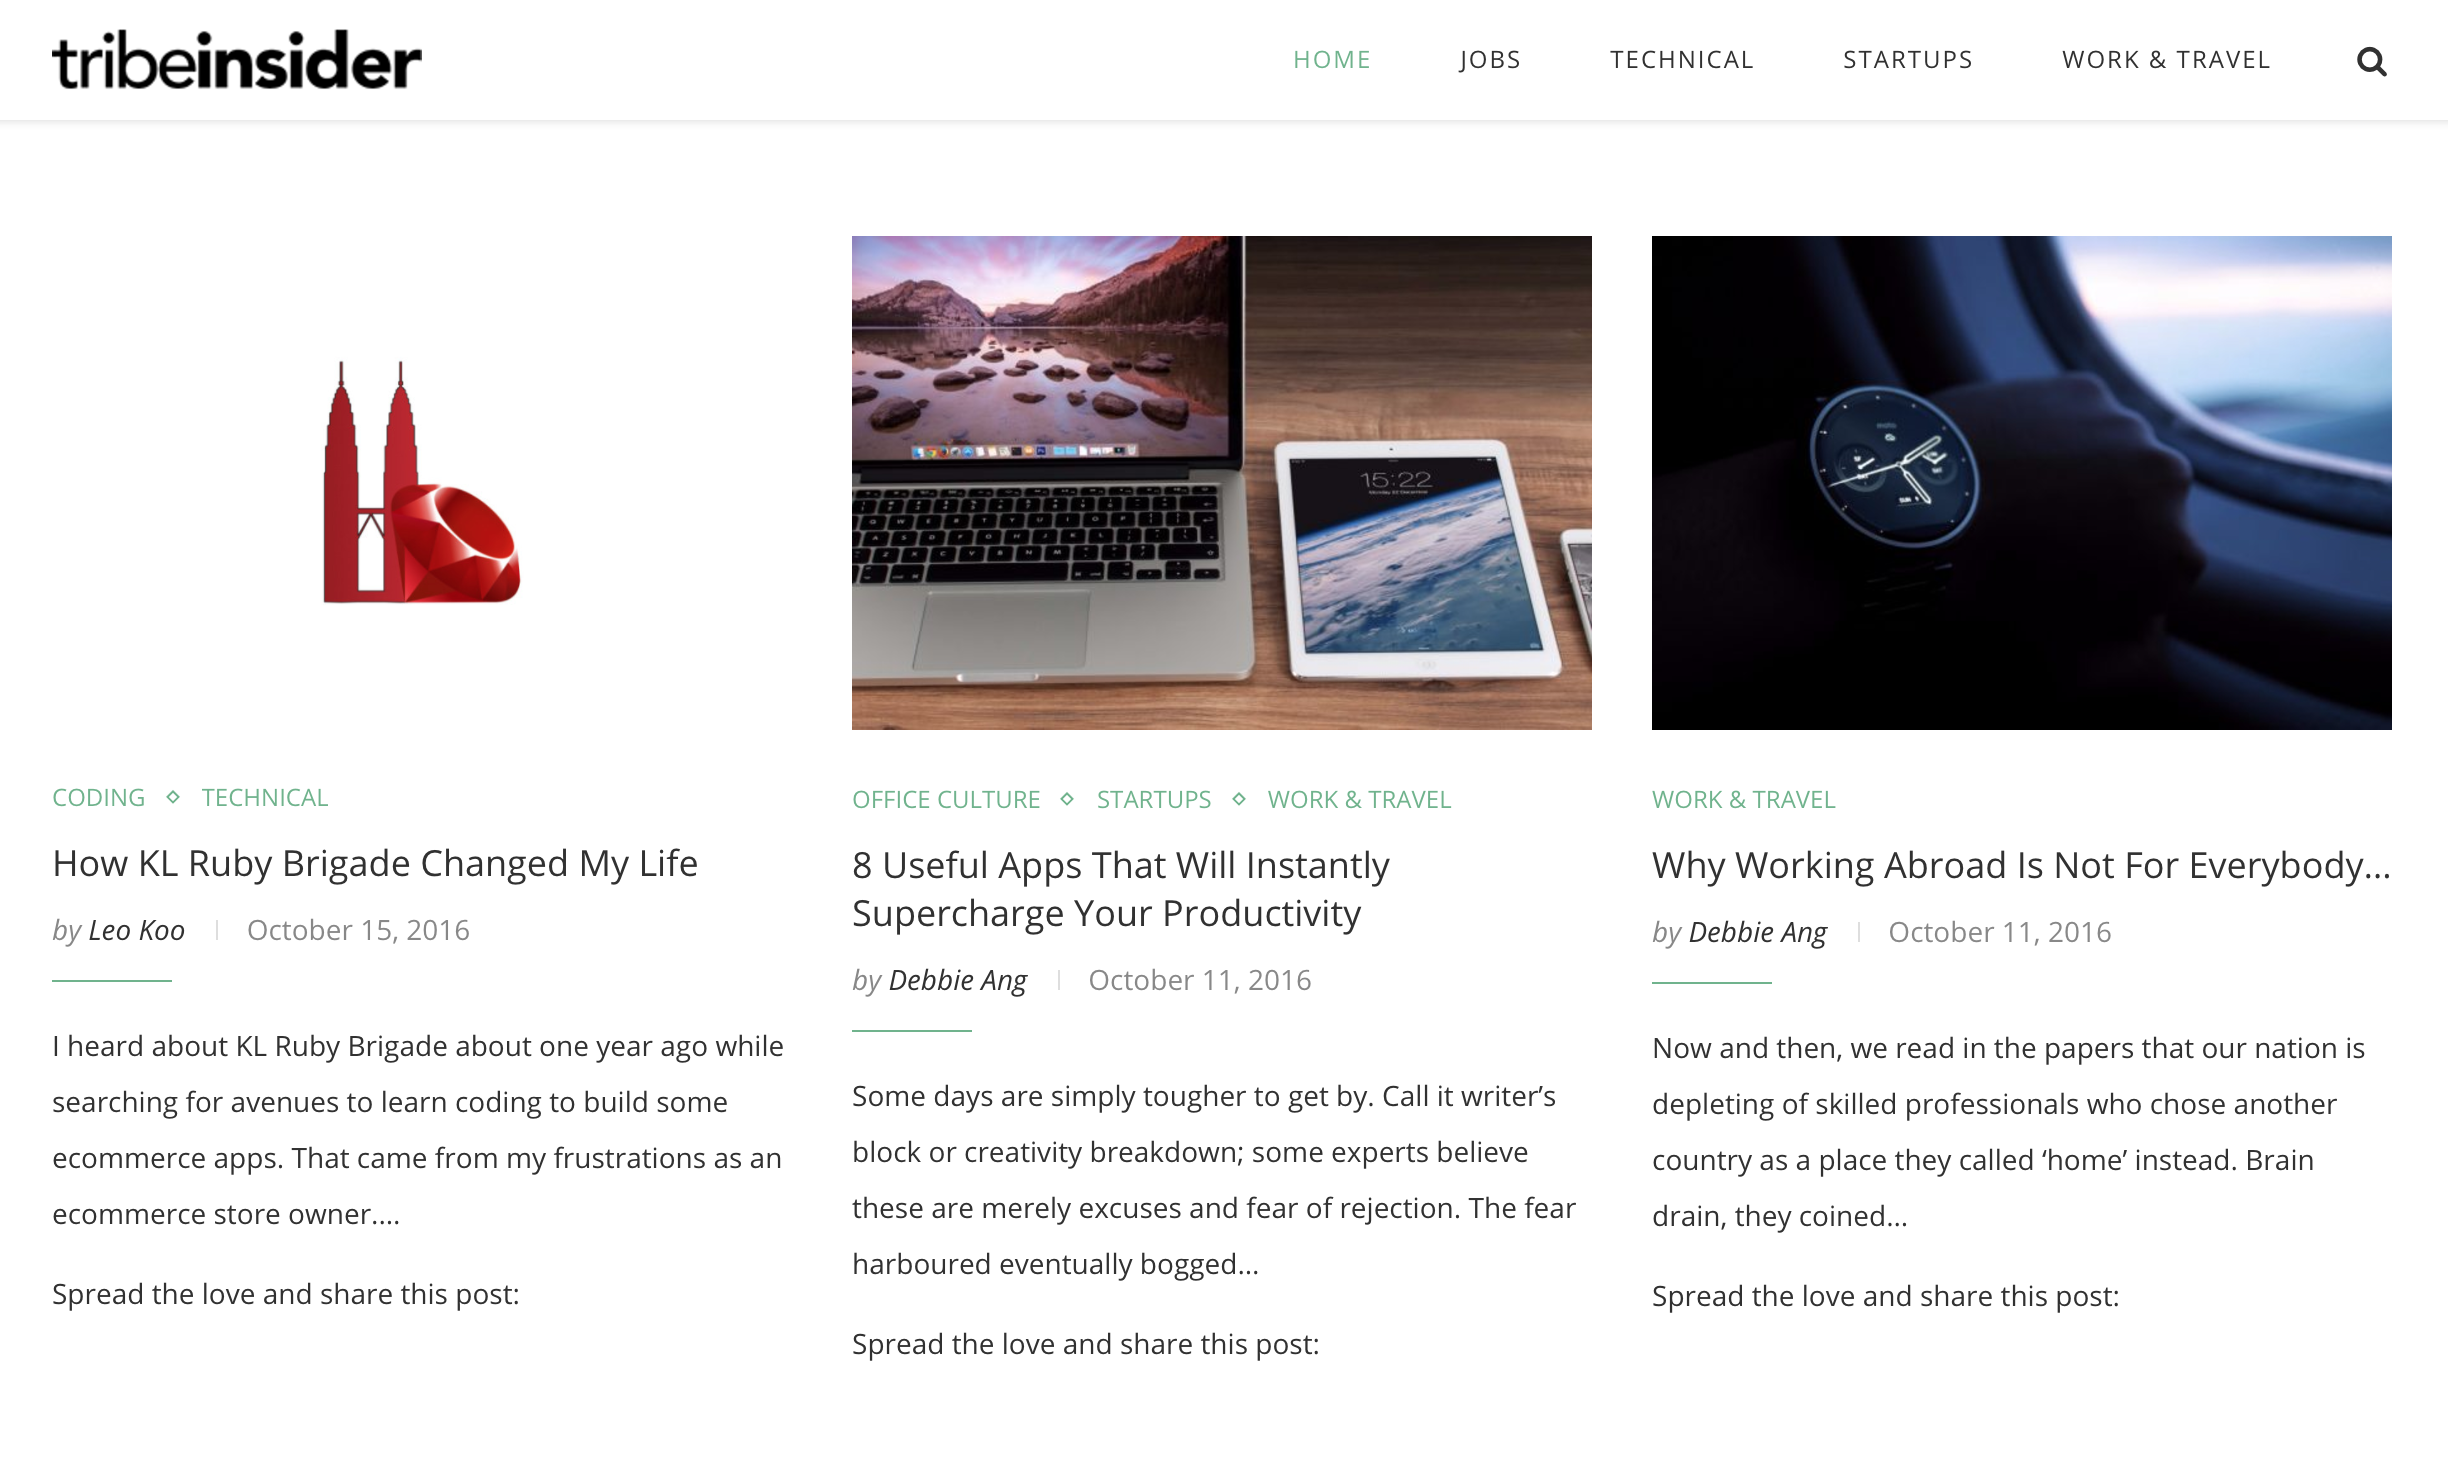 tribeinsider
HOME JOBS TECHNICAL STARTUPS WORK & TRAVEL
CODING ⋄ TECHNICAL
How KL Ruby Brigade Changed My Life
by Leo Koo | October 15, 2016
I heard about KL Ruby Brigade about one year ago while
searching for avenues to learn coding to build some
ecommerce apps. That came from my frustrations as an
ecommerce store owner....
Spread the love and share this post:
15:22
Monday 22 December
OFFICE CULTURE ⋄ STARTUPS ⋄ WORK & TRAVEL
8 Useful Apps That Will Instantly
Supercharge Your Productivity
by Debbie Ang | October 11, 2016
Some days are simply tougher to get by. Call it writer’s
block or creativity breakdown; some experts believe
these are merely excuses and fear of rejection. The fear
harboured eventually bogged...
Spread the love and share this post:
WORK & TRAVEL
Why Working Abroad Is Not For Everybody...
by Debbie Ang | October 11, 2016
Now and then, we read in the papers that our nation is
depleting of skilled professionals who chose another
country as a place they called ‘home’ instead. Brain
drain, they coined...
Spread the love and share this post: